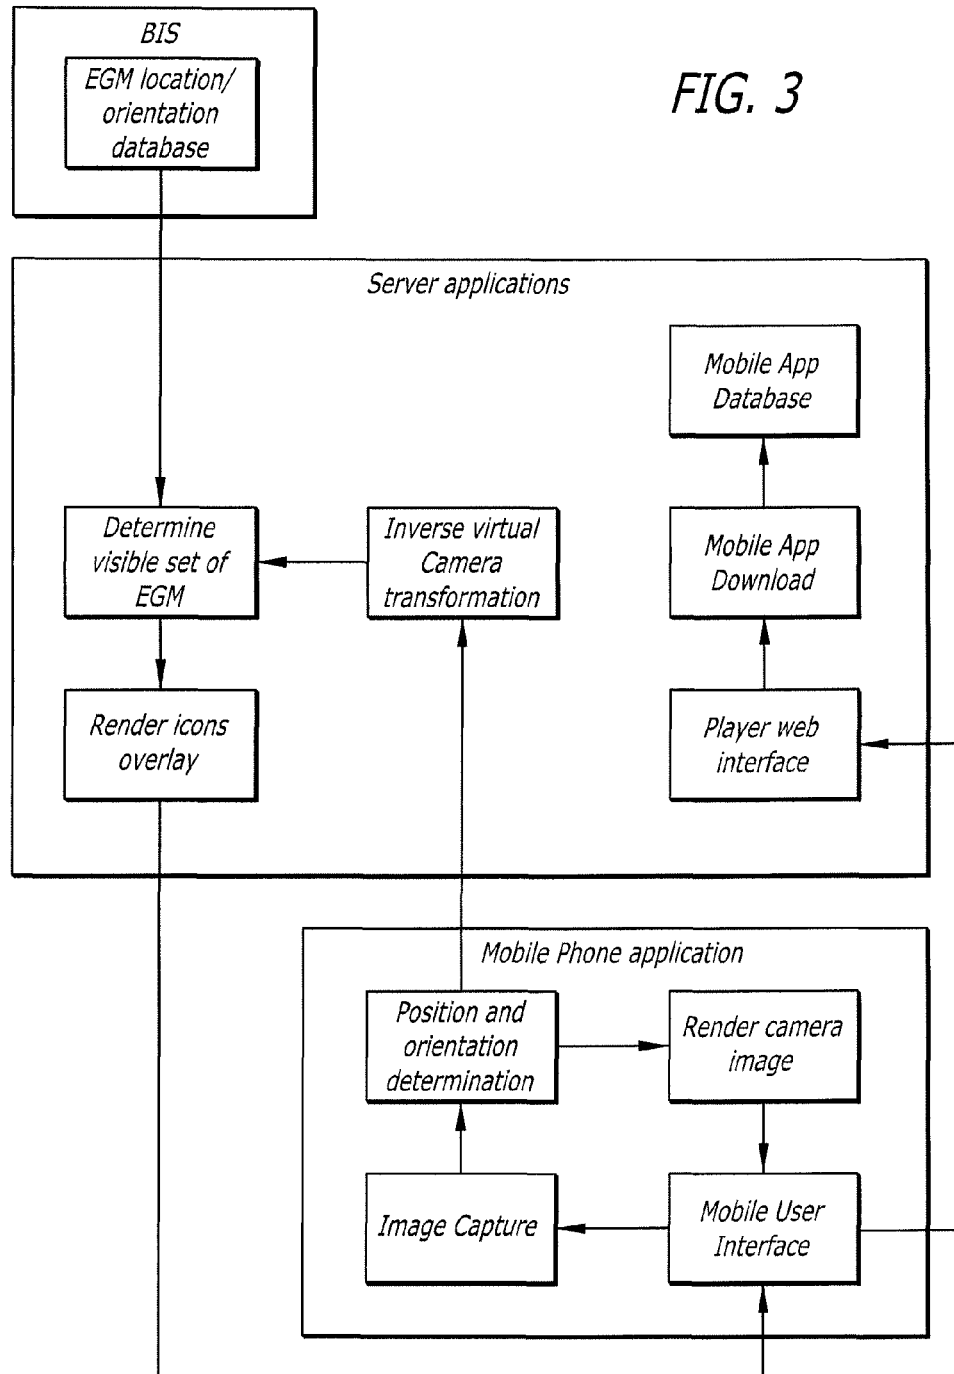 BIS
EGM location/
orientation
database
FIG. 3
Server applications
Mobile App
Database
Determine
visible set of
EGM
Inverse virtual
Camera
transformation
Mobile App
Download
Render icons
overlay
Player web
interface
Mobile Phone application
Position and
orientation
determination
Render camera
image
Image Capture
Mobile User
Interface